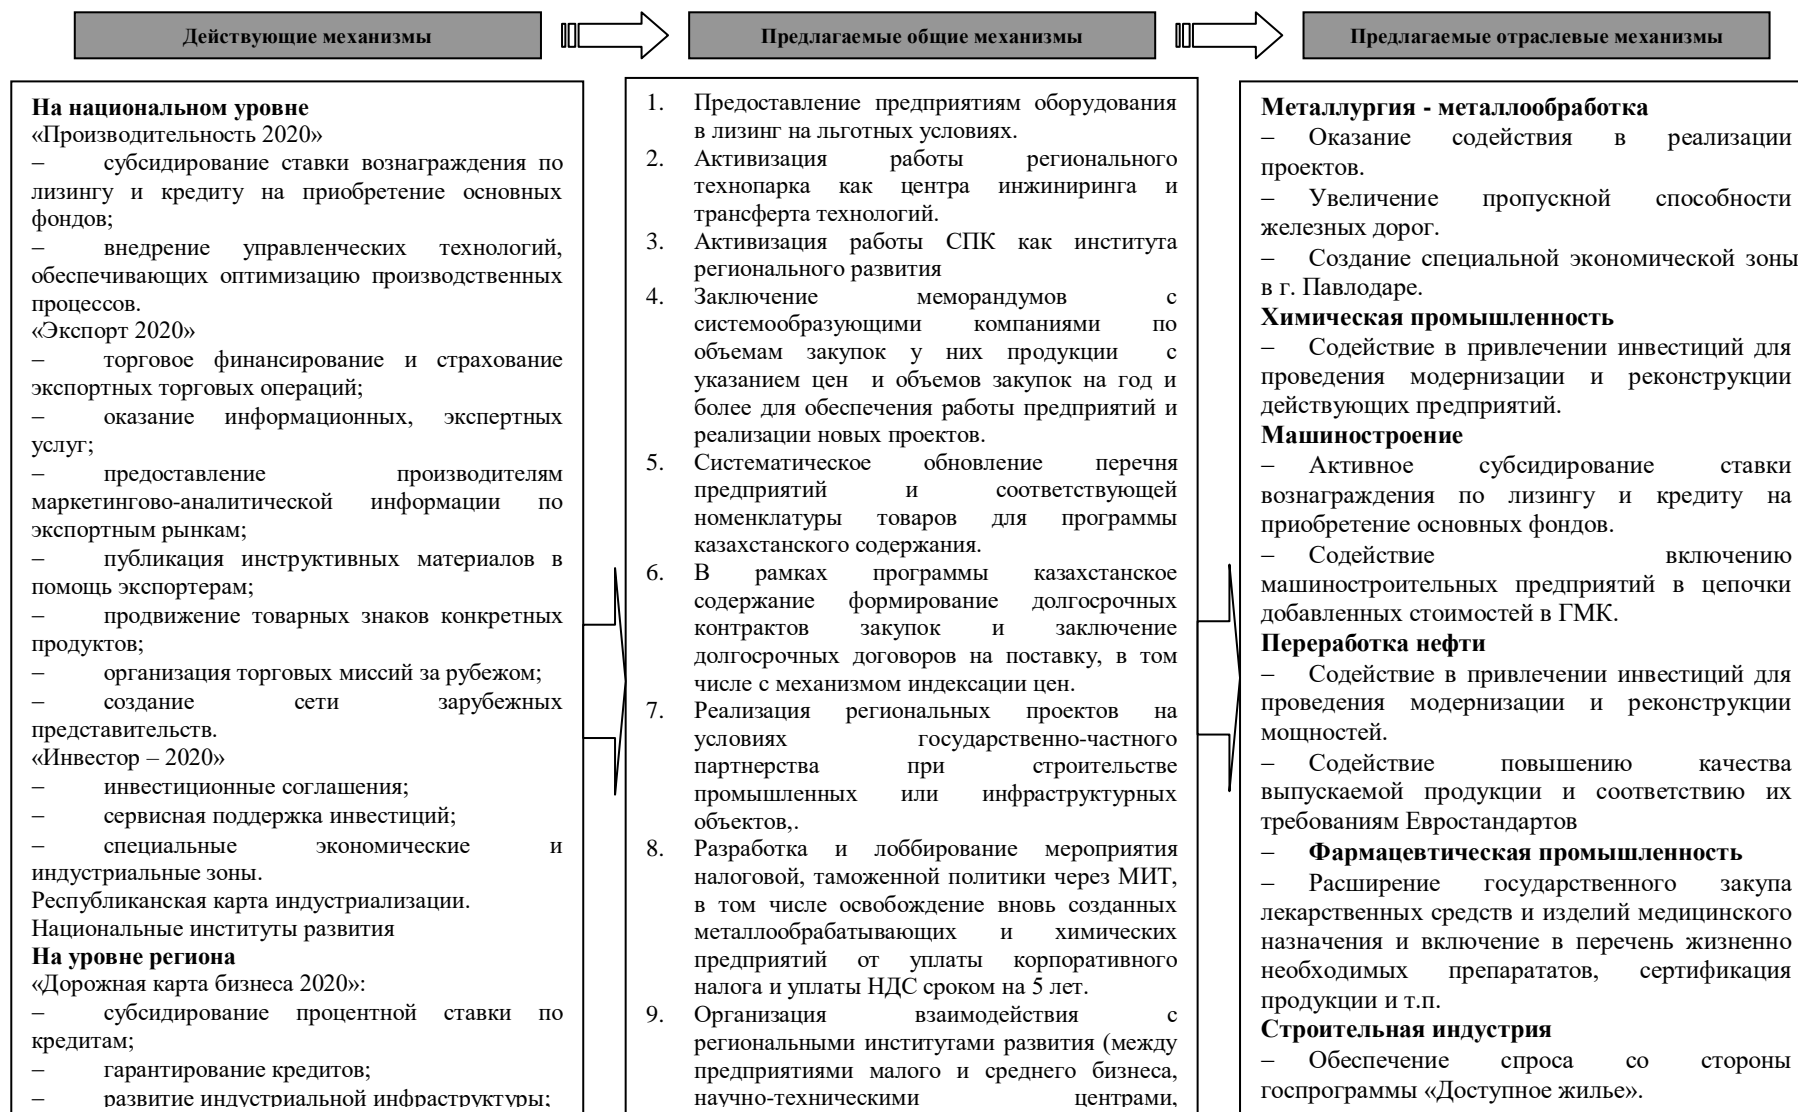 Действующие механизмы
Предлагаемые общие механизмы
Предлагаемые отраслевые механизмы
На национальном уровне
«Производительность 2020»
– субсидирование ставки вознаграждения по
лизингу и кредиту на приобретение основных
фондов;
– внедрение управленческих технологий,
обеспечивающих оптимизацию производственных
процессов.
«Экспорт 2020»
– торговое финансирование и страхование
экспортных торговых операций;
– оказание информационных, экспертных
услуг;
– предоставление производителям
маркетингово-аналитической информации по
экспортным рынкам;
– публикация инструктивных материалов в
помощь экспортерам;
– продвижение товарных знаков конкретных
продуктов;
– организация торговых миссий за рубежом;
– создание сети зарубежных
представительств.
«Инвестор – 2020»
– инвестиционные соглашения;
– сервисная поддержка инвестиций;
– специальные экономические и
индустриальные зоны.
Республиканская карта индустриализации.
Национальные институты развития
На уровне региона
«Дорожная карта бизнеса 2020»:
– субсидирование процентной ставки по
кредитам;
– гарантирование кредитов;
– развитие индустриальной инфраструктуры;
1. Предоставление предприятиям оборудования
в лизинг на льготных условиях.
2. Активизация работы регионального
технопарка как центра инжиниринга и
трансферта технологий.
3. Активизация работы СПК как института
регионального развития
4. Заключение меморандумов с
системообразующими компаниями по
объемам закупок у них продукции с
указанием цен и объемов закупок на год и
более для обеспечения работы предприятий и
реализации новых проектов.
5. Систематическое обновление перечня
предприятий и соответствующей
номенклатуры товаров для программы
казахстанского содержания.
6. В рамках программы казахстанское
содержание формирование долгосрочных
контрактов закупок и заключение
долгосрочных договоров на поставку, в том
числе с механизмом индексации цен.
7. Реализация региональных проектов на
условиях государственно-частного
партнерства при строительстве
промышленных или инфраструктурных
объектов,.
8. Разработка и лоббирование мероприятия
налоговой, таможенной политики через МИТ,
в том числе освобождение вновь созданных
металлообрабатывающих и химических
предприятий от уплаты корпоративного
налога и уплаты НДС сроком на 5 лет.
9. Организация взаимодействия с
региональными институтами развития (между
предприятиями малого и среднего бизнеса,
научно-техническими центрами,
Металлургия - металлообработка
– Оказание содействия в реализации
проектов.
– Увеличение пропускной способности
железных дорог.
– Создание специальной экономической зоны
в г. Павлодаре.
Химическая промышленность
– Содействие в привлечении инвестиций для
проведения модернизации и реконструкции
действующих предприятий.
Машиностроение
– Активное субсидирование ставки
вознаграждения по лизингу и кредиту на
приобретение основных фондов.
– Содействие включению
машиностроительных предприятий в цепочки
добавленных стоимостей в ГМК.
Переработка нефти
– Содействие в привлечении инвестиций для
проведения модернизации и реконструкции
мощностей.
– Содействие повышению качества
выпускаемой продукции и соответствию их
требованиям Евростандартов
– Фармацевтическая промышленность
– Расширение государственного закупа
лекарственных средств и изделий медицинского
назначения и включение в перечень жизненно
необходимых препарататов, сертификация
продукции и т.п.
Строительная индустрия
– Обеспечение спроса со стороны
госпрограммы «Доступное жилье».